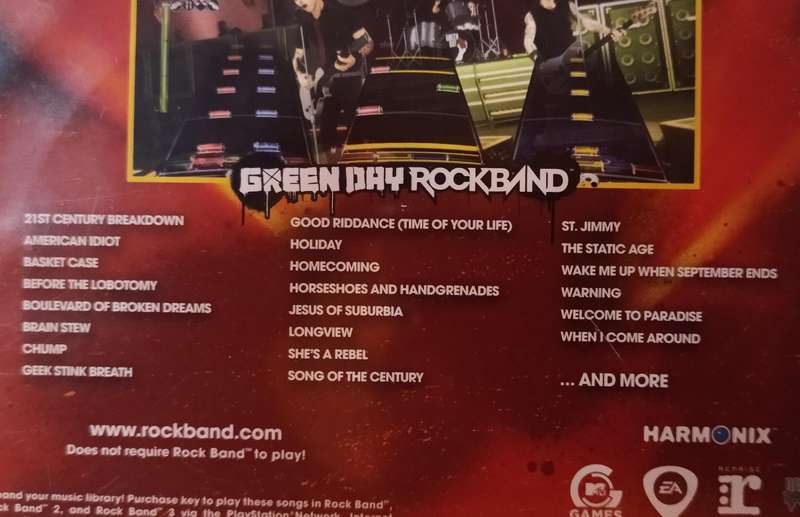 GREEN DAY ROCKBAND™
21ST CENTURY BREAKDOWN
AMERICAN IDIOT
BASKET CASE
BEFORE THE LOBOTOMY
BOULEVARD OF BROKEN DREAMS
BRAIN STEW
CHUMP
GEEK STINK BREATH
GOOD RIDDANCE (TIME OF YOUR LIFE)
HOLIDAY
HOMECOMING
HORSESHOES AND HANDGRENADES
JESUS OF SUBURBIA
LONGVIEW
SHE'S A REBEL
SONG OF THE CENTURY
ST. JIMMY
THE STATIC AGE
WAKE ME UP WHEN SEPTEMBER ENDS
WARNING
WELCOME TO PARADISE
WHEN I COME AROUND
... AND MORE
www.rockband.com
Does not require Rock Band™ to play!
HARMONIX™
MTV GAMES
EA
REPRISE
r
your music library! Purchase key to play these songs in Rock Band™,
Band™ 2, and Rock Band™ 3 via the PlayStation®Network,